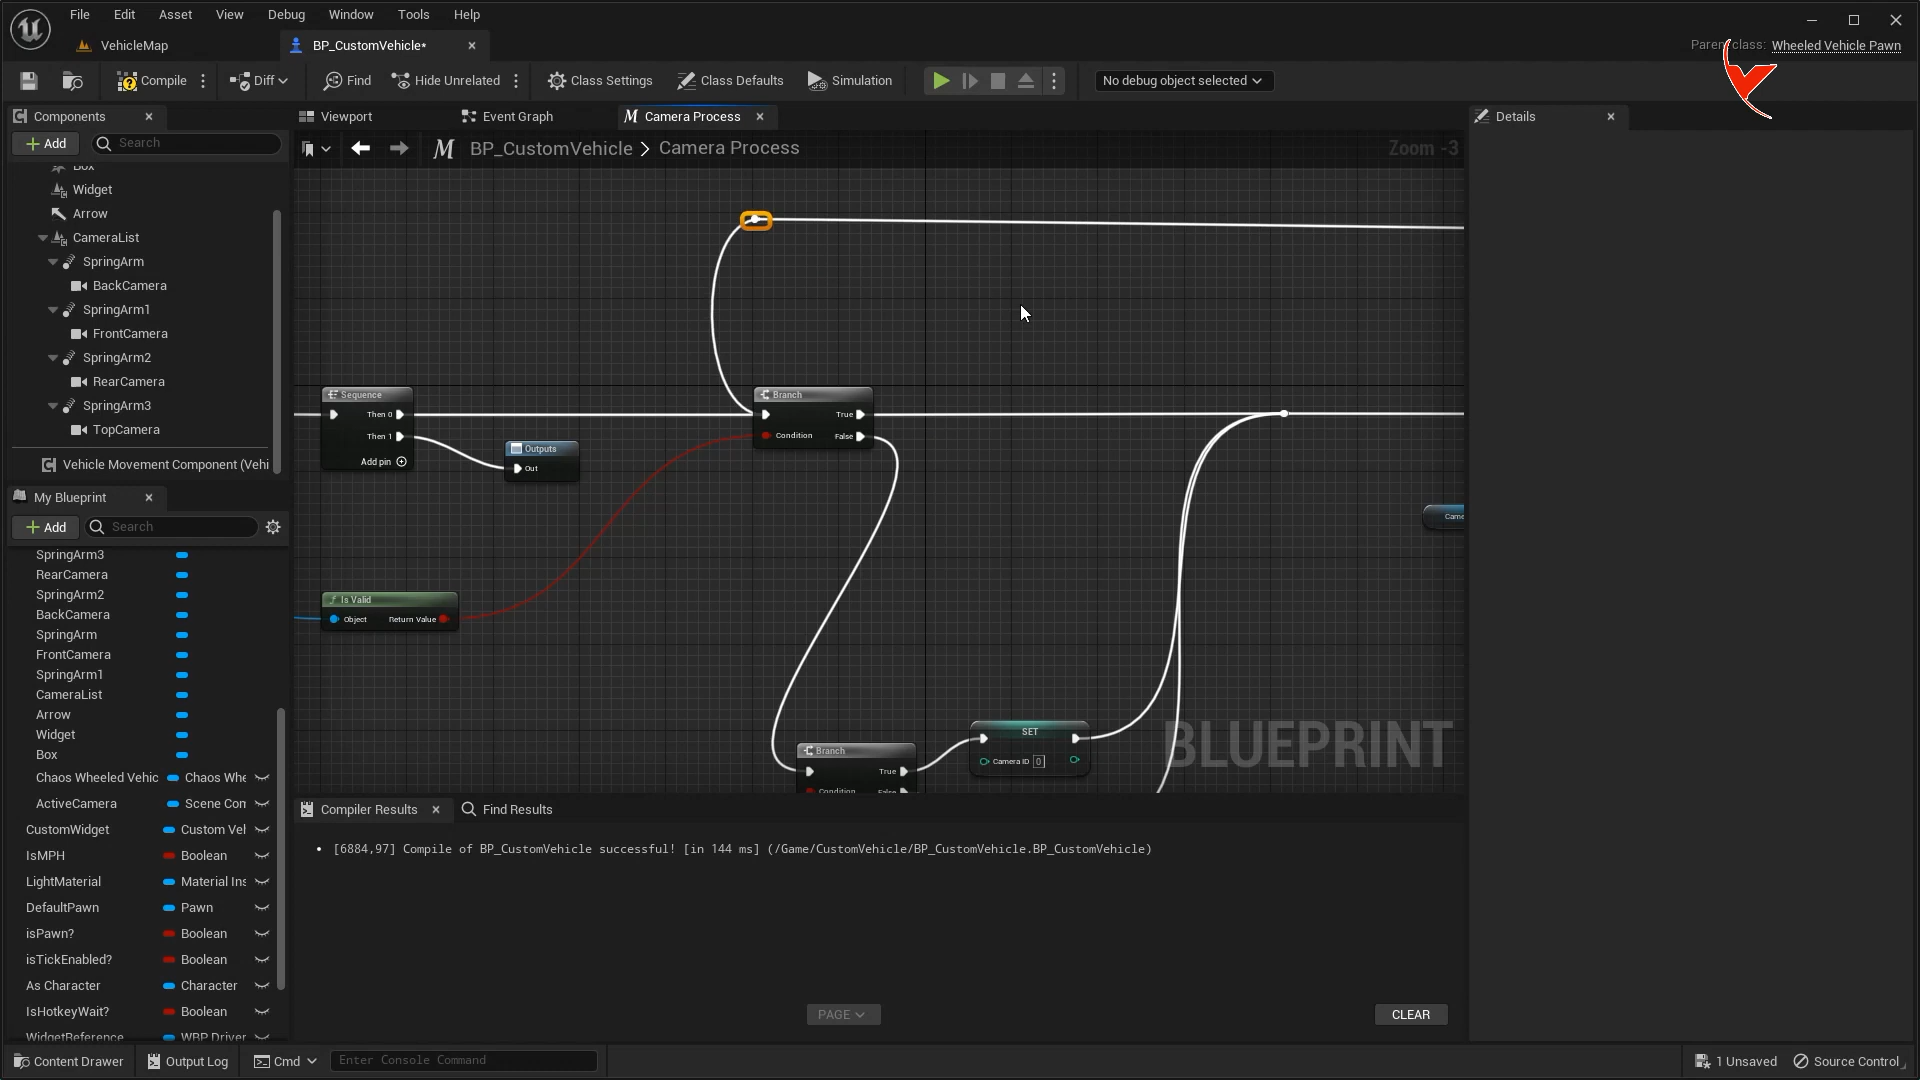 File Edit Asset View Debug Window Tools Help
VehicleMap
BP_CustomVehicle*
Parent class: Wheeled Vehicle Pawn
Compile
Diff
Find
Hide Unrelated
Class Settings
Class Defaults
Simulation
No debug object selected
Components
Add
Search
Box
Widget
Arrow
CameraList
SpringArm
BackCamera
SpringArm1
FrontCamera
SpringArm2
RearCamera
SpringArm3
TopCamera
Vehicle Movement Component (Vehi
My Blueprint
Add
Search
SpringArm3
RearCamera
SpringArm2
BackCamera
SpringArm
FrontCamera
SpringArm1
CameraList
Arrow
Widget
Box
Chaos Wheeled Vehic Chaos Whe
ActiveCamera Scene Com
CustomWidget Custom Veh
IsMPH Boolean
LightMaterial Material Ins
DefaultPawn Pawn
isPawn? Boolean
isTickEnabled? Boolean
As Character Character
IsHotkeyWait? Boolean
WidgetReference WBP Driver
Viewport
Event Graph
Camera Process
BP_CustomVehicle > Camera Process
Zoom -3
Sequence
Then 0
Then 1
Add pin
Outputs
Out
Branch
True
Condition
False
Is Valid
Object Return Value
Came
Branch
True
Condition
False
SET
Camera ID 0
BLUEPRINT
Compiler Results
Find Results
• [6884,97] Compile of BP_CustomVehicle successful! [in 144 ms] (/Game/CustomVehicle/BP_CustomVehicle.BP_CustomVehicle)
PAGE
CLEAR
Details
Content Drawer
Output Log
Cmd
Enter Console Command
1 Unsaved
Source Control